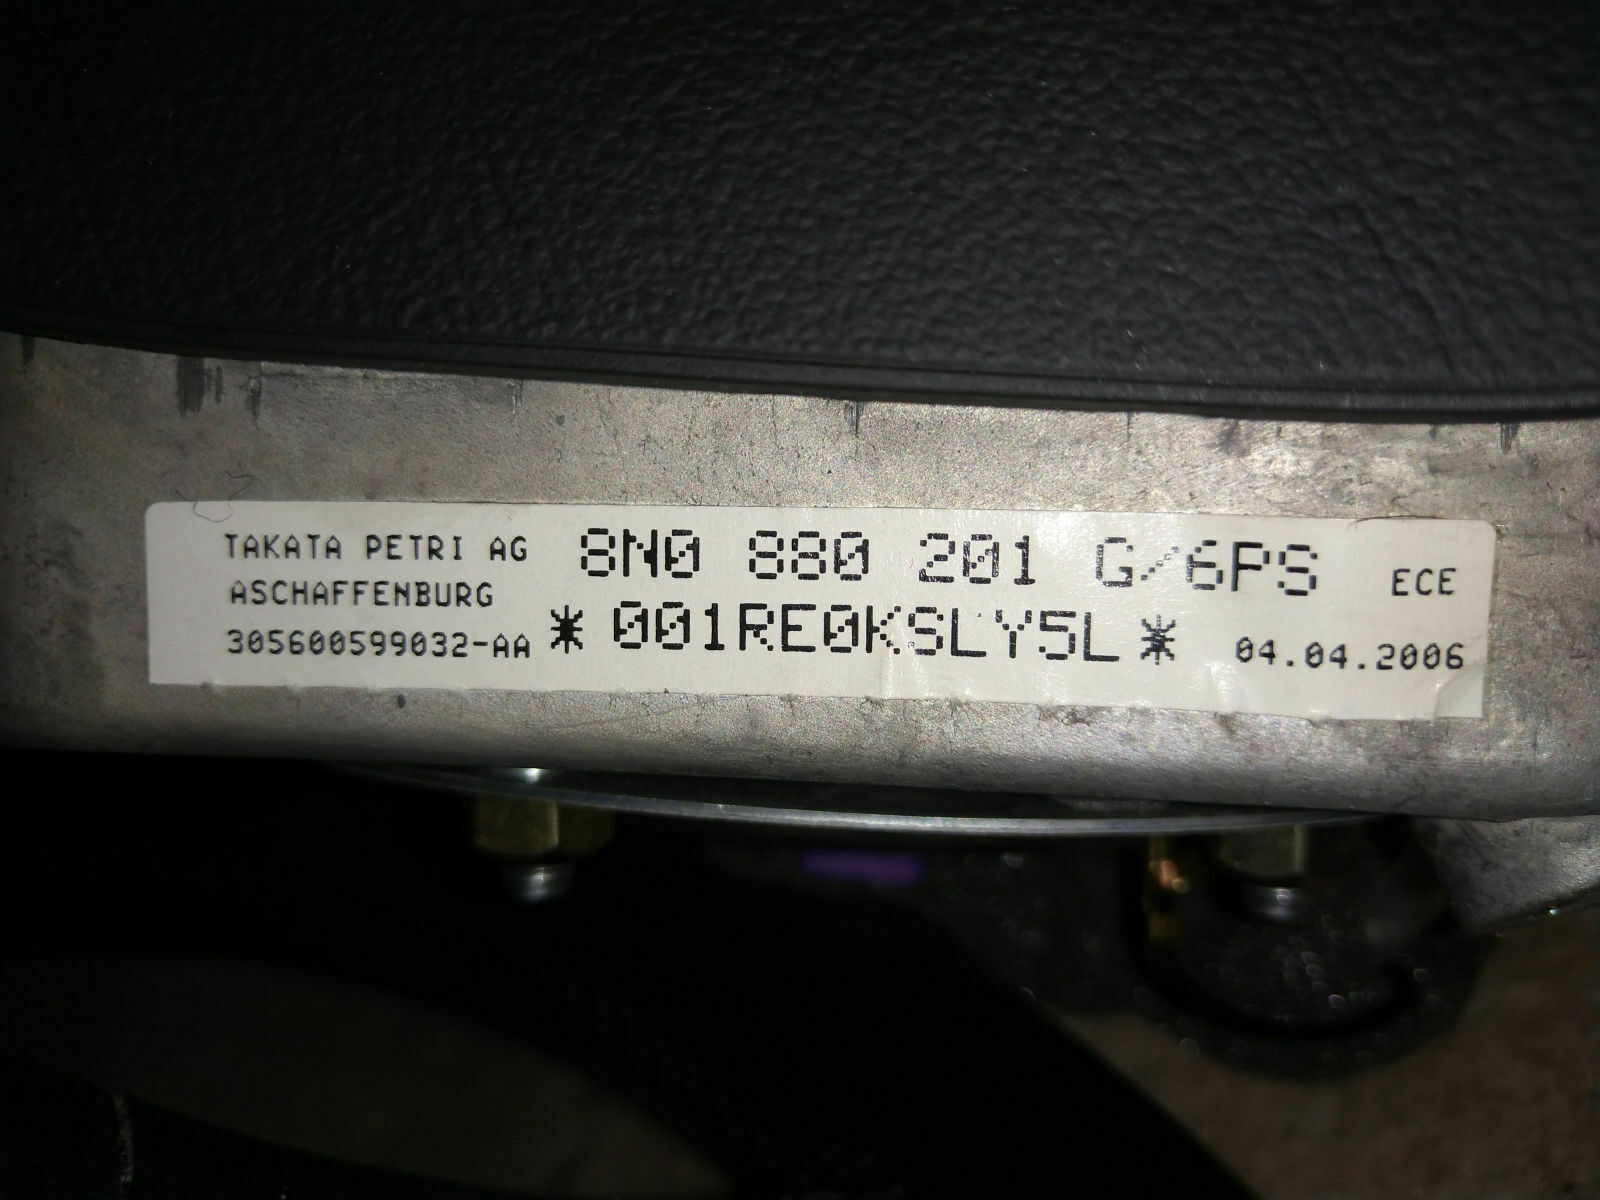 TAKATA PETRI AG 8N0 880 201 G/6PS ECE
ASCHAFFENBURG
305600599032-AA *001RE0KSLY5L* 04.04.2006